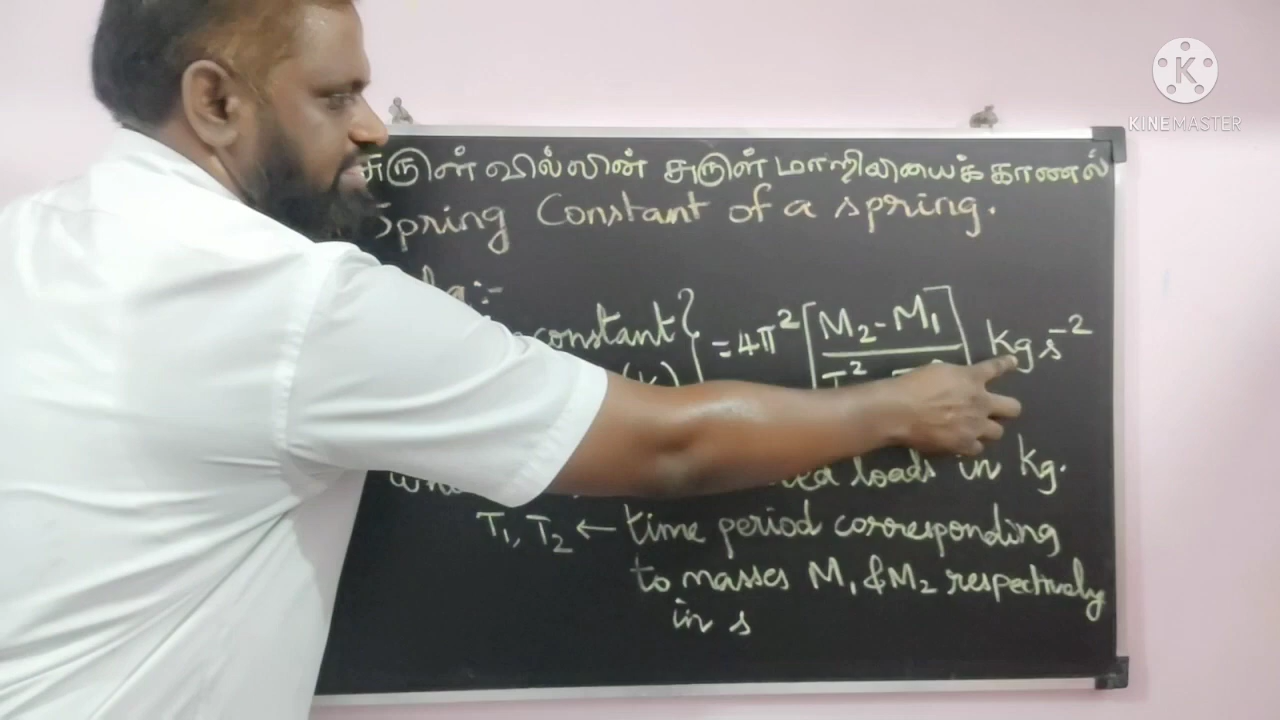 சுருள் வில்லின் சுருள் மாறிலியைக் காணல்
Spring Constant of a spring.
constant } = 4π² [ M₂ - M₁ Kg s⁻²
T²
loads in kg.
T₁, T₂ ← time period corresponding
to masses M₁ & M₂ respectively
in s
KINEMASTER